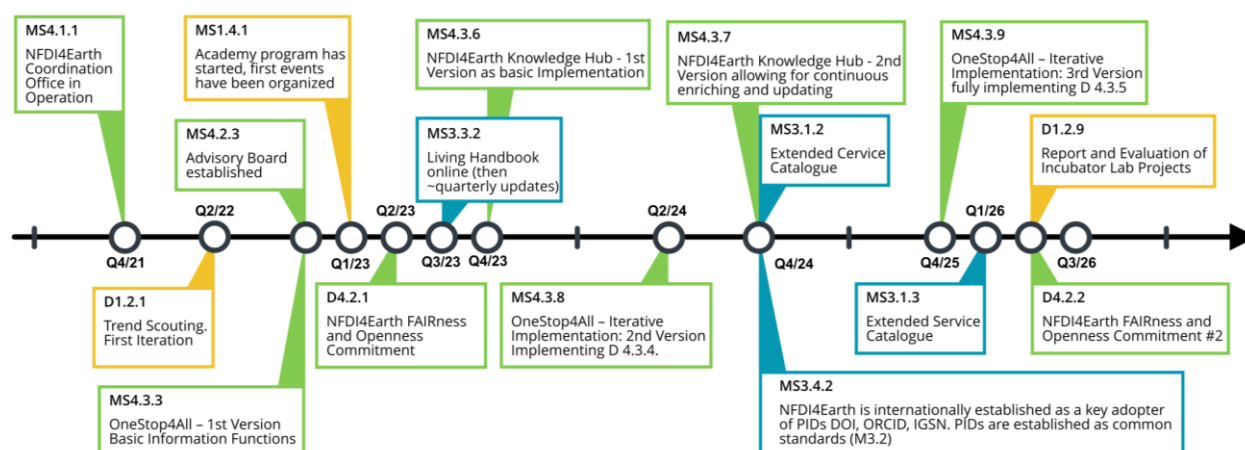 MS4.1.1
NFDI4Earth
Coordination
Office in
Operation
MS1.4.1
Academy program has
started, first events
have been organized
MS4.2.3
Advisory Board
established
MS4.3.6
NFDI4Earth Knowledge Hub - 1st
Version as basic Implementation
MS3.3.2
Living Handbook
online (then
~quarterly updates)
MS4.3.7
NFDI4Earth Knowledge Hub - 2nd
Version allowing for continuous
enriching and updating
MS3.1.2
Extended Cervice
Catalogue
MS4.3.9
OneStop4All – Iterative
Implementation: 3rd Version
fully implementing D 4.3.5
D1.2.9
Report and Evaluation of
Incubator Lab Projects
Q4/21
Q2/22
Q1/23
Q2/23
Q3/23
Q4/23
Q2/24
Q4/24
Q4/25
Q1/26
Q3/26
D1.2.1
Trend Scouting.
First Iteration
MS4.3.3
OneStop4All – 1st Version
Basic Information Functions
D4.2.1
NFDI4Earth FAIRness
and Openness
Commitment
MS4.3.8
OneStop4All – Iterative
Implementation: 2nd Version
Implementing D 4.3.4.
MS3.1.3
Extended Service
Catalogue
D4.2.2
NFDI4Earth FAIRness and
Openness Commitment #2
MS3.4.2
NFDI4Earth is internationally established as a key adopter
of PIDs DOI, ORCID, IGSN. PIDs are established as common
standards (M3.2)